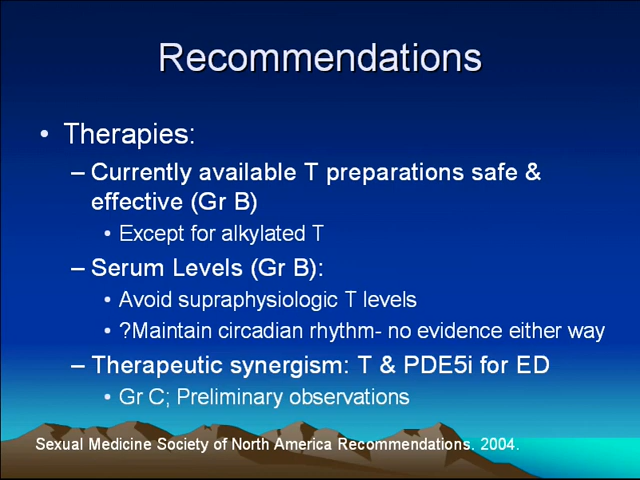 Recommendations
• Therapies:
– Currently available T preparations safe &
effective (Gr B)
• Except for alkylated T
– Serum Levels (Gr B):
• Avoid supraphysiologic T levels
• ?Maintain circadian rhythm- no evidence either way
– Therapeutic synergism: T & PDE5i for ED
• Gr C; Preliminary observations
Sexual Medicine Society of North America Recommendations. 2004.